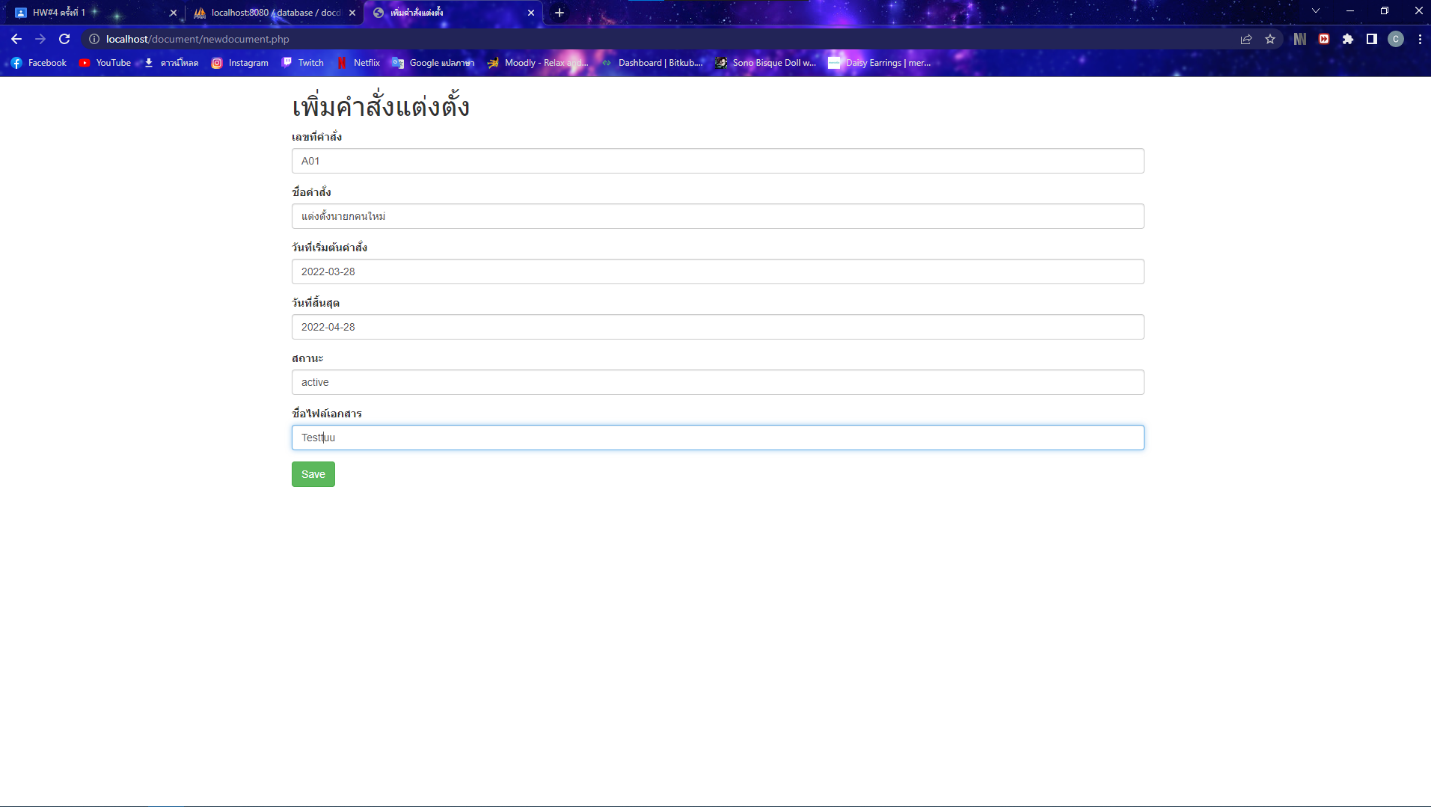 HW#4 ครั้งที่ 1
localhost:8080 / database / docd
เพิ่มคำสั่งแต่งตั้ง
localhost/document/newdocument.php
C
Facebook YouTube ดาวน์โหลด Instagram Twitch Netflix Google แปลภาษา Moodly - Relax and... Dashboard | Bitkub.... Sono Bisque Doll w... Daisy Earrings | mer...
เพิ่มคำสั่งแต่งตั้ง
เลขที่คำสั่ง
A01
ชื่อคำสั่ง
แต่งตั้งนายกคนใหม่
วันที่เริ่มต้นคำสั่ง
2022-03-28
วันที่สิ้นสุด
2022-04-28
สถานะ
active
ชื่อไฟล์เอกสาร
Save